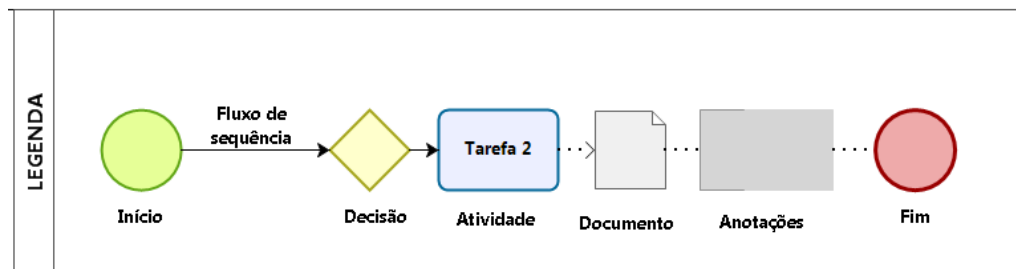 LEGENDA
Fluxo de
sequência
Tarefa 2
Início
Decisão
Atividade
Documento
Anotações
Fim